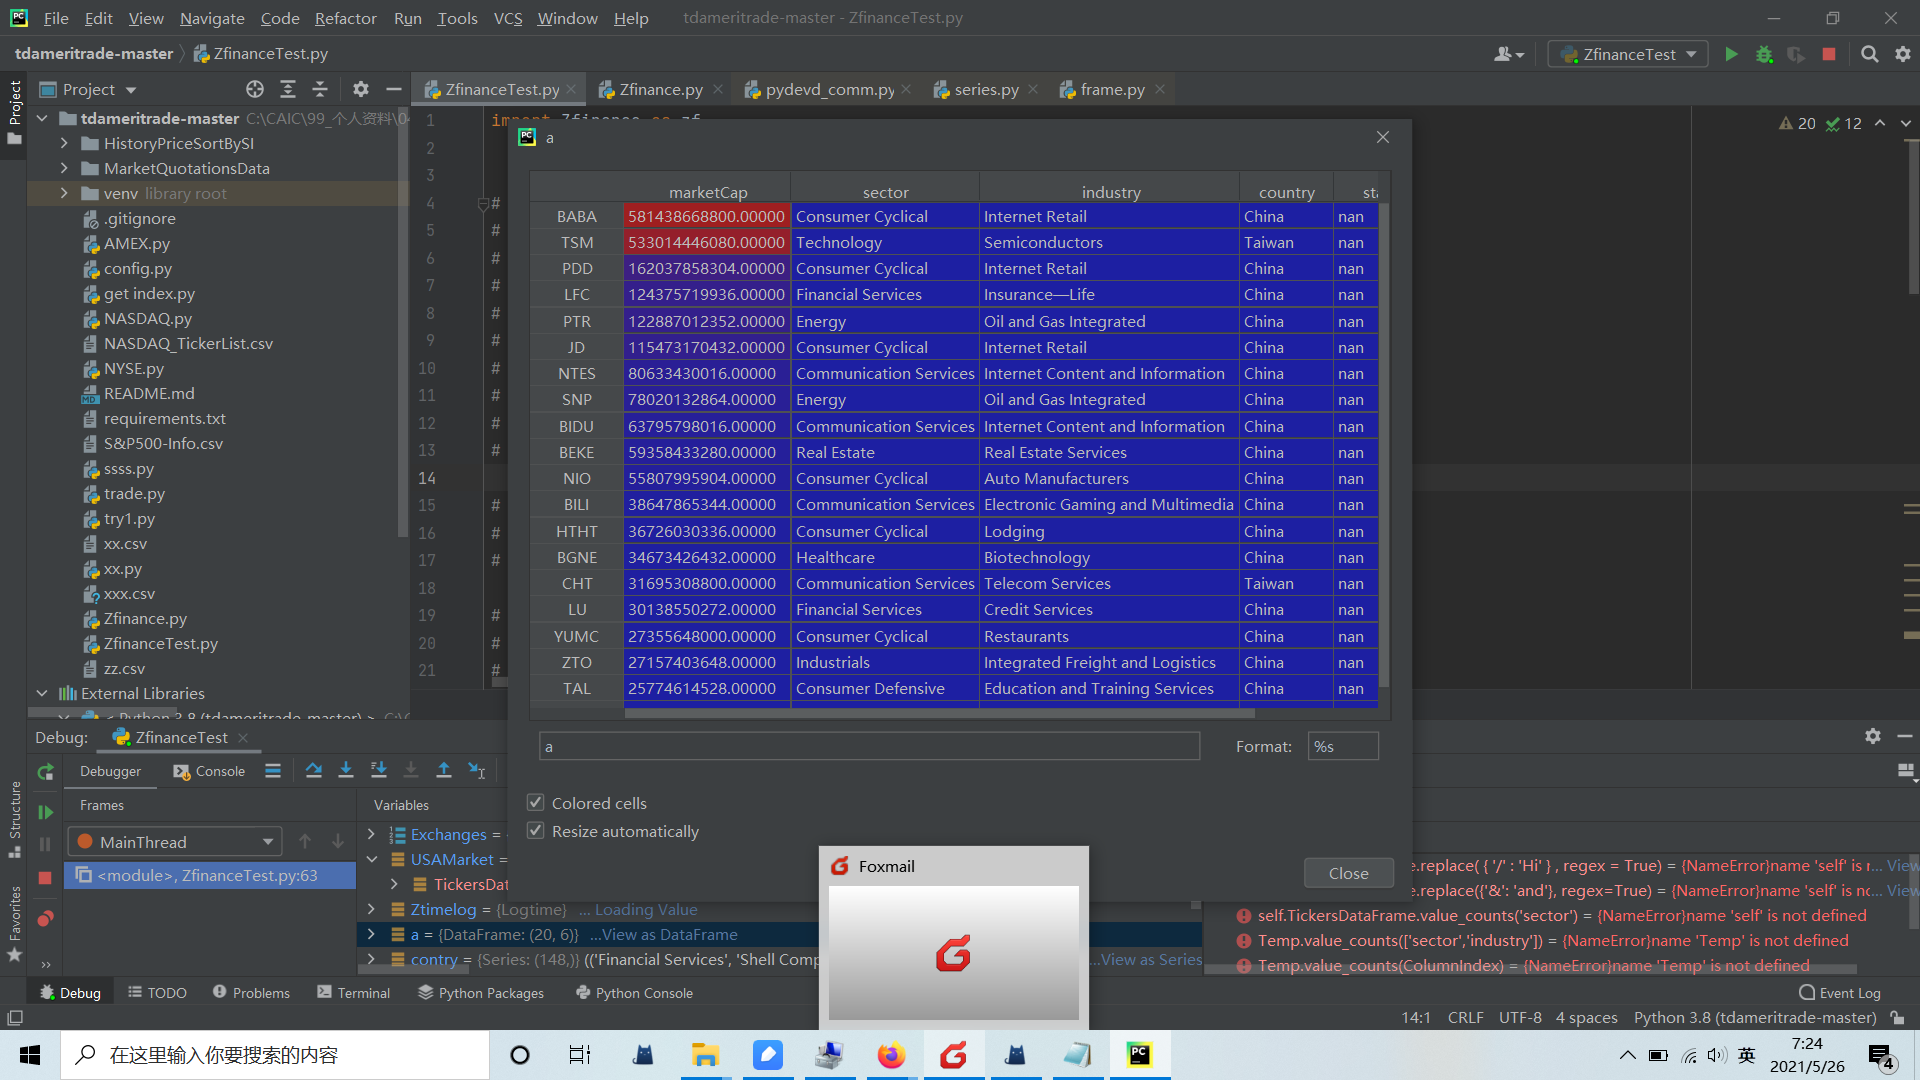 File Edit View Navigate Code Refactor Run Tools VCS Window Help tdameritrade-master - ZfinanceTest.py
tdameritrade-master ZfinanceTest.py ZfinanceTest
Project
ZfinanceTest.py Zfinance.py pydevd_comm.py series.py frame.py
20 12
tdameritrade-master C:\CAIC\99_个人资料\04
HistoryPriceSortBySI
MarketQuotationsData
venv library root
.gitignore
AMEX.py
config.py
get index.py
NASDAQ.py
NASDAQ_TickerList.csv
NYSE.py
README.md
requirements.txt
S&P500-Info.csv
ssss.py
trade.py
try1.py
xx.csv
xx.py
xxx.csv
Zfinance.py
ZfinanceTest.py
zz.csv
External Libraries
Project
Structure
Favorites
1
2
3
4 #
5 #
6 #
7 #
8 #
9 #
10 #
11 #
12 #
13 #
14
15 #
16 #
17 #
18
19 #
20 #
21 #
a
marketCap sector industry country sta
BABA 581438668800.00000 Consumer Cyclical Internet Retail China nan
TSM 533014446080.00000 Technology Semiconductors Taiwan nan
PDD 162037858304.00000 Consumer Cyclical Internet Retail China nan
LFC 124375719936.00000 Financial Services Insurance—Life China nan
PTR 122887012352.00000 Energy Oil and Gas Integrated China nan
JD 115473170432.00000 Consumer Cyclical Internet Retail China nan
NTES 80633430016.00000 Communication Services Internet Content and Information China nan
SNP 78020132864.00000 Energy Oil and Gas Integrated China nan
BIDU 63795798016.00000 Communication Services Internet Content and Information China nan
BEKE 59358433280.00000 Real Estate Real Estate Services China nan
NIO 55807995904.00000 Consumer Cyclical Auto Manufacturers China nan
BILI 38647865344.00000 Communication Services Electronic Gaming and Multimedia China nan
HTHT 36726030336.00000 Consumer Cyclical Lodging China nan
BGNE 34673426432.00000 Healthcare Biotechnology China nan
CHT 31695308800.00000 Communication Services Telecom Services Taiwan nan
LU 30138550272.00000 Financial Services Credit Services China nan
YUMC 27355648000.00000 Consumer Cyclical Restaurants China nan
ZTO 27157403648.00000 Industrials Integrated Freight and Logistics China nan
TAL 25774614528.00000 Consumer Defensive Education and Training Services China nan
a Format: %s
Colored cells
Resize automatically
Close
Debug: ZfinanceTest
Debugger Console
Frames Variables
MainThread
<module>, ZfinanceTest.py:63
Exchanges =
USAMarket =
TickersDat
Ztimelog = {Logtime} ... Loading Value
a = {DataFrame: (20, 6)} ...View as DataFrame
contry = {Series: (148,)} (('Financial Services', 'Shell Comp ...View as Series
Foxmail
e.replace( { '/' : 'Hi' } , regex = True) = {NameError}name 'self' is r... View
e.replace({'&': 'and'}, regex=True) = {NameError}name 'self' is nc... View
self.TickersDataFrame.value_counts('sector') = {NameError}name 'self' is not defined
Temp.value_counts(['sector','industry']) = {NameError}name 'Temp' is not defined
Temp.value_counts(ColumnIndex) = {NameError}name 'Temp' is not defined
Debug TODO Problems Terminal Python Packages Python Console Event Log
14:1 CRLF UTF-8 4 spaces Python 3.8 (tdameritrade-master)
在这里输入你要搜索的内容
英
7:24
2021/5/26
4